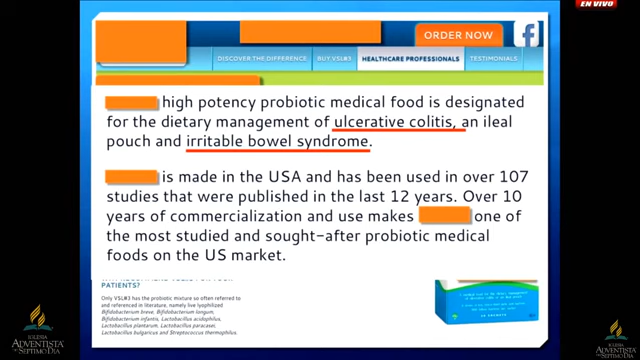 EN VIVO
ORDER NOW
f
DISCOVER THE DIFFERENCE
BUY VSL#3
HEALTHCARE PROFESSIONALS
TESTIMONIALS
high potency probiotic medical food is designated
for the dietary management of ulcerative colitis, an ileal
pouch and irritable bowel syndrome.
is made in the USA and has been used in over 107
studies that were published in the last 12 years. Over 10
years of commercialization and use makes one of
the most studied and sought-after probiotic medical
foods on the US market.
PATIENTS?
Only VSL#3 has the probiotic mixture so often referred to
and referenced in literature, namely live lyophilized
Bifidobacterium breve, Bifidobacterium longum,
Bifidobacterium infantis, Lactobacillus acidophilus,
Lactobacillus plantarum, Lactobacillus paracasei,
Lactobacillus bulgaricus and Streptococcus thermophilus.
IGLESIA
ADVENTISTA
DEL SÉPTIMO DÍA
IGLESIA
ADVENTISTA
DEL SÉPTIMO DÍA